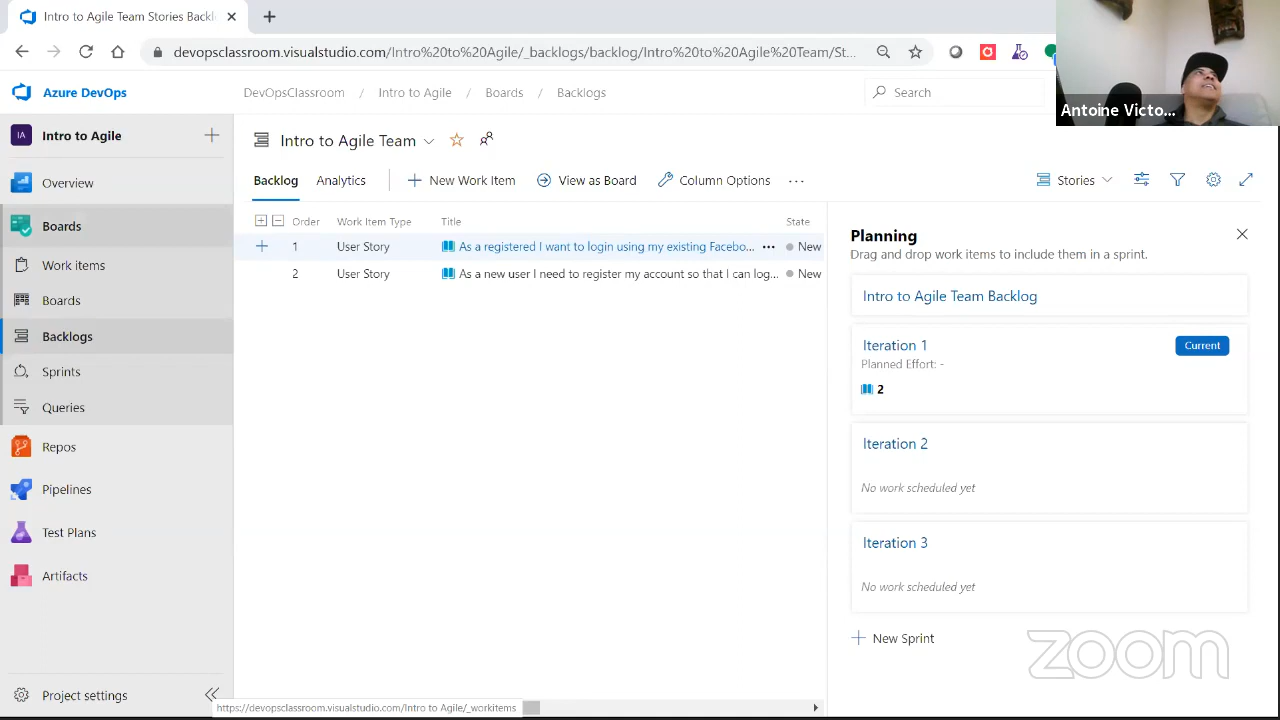 Intro to Agile Team Stories Backl
devopsclassroom.visualstudio.com/Intro%20to%20Agile/_backlogs/backlog/Intro%20to%20Agile%20Team/St...
Azure DevOps
DevOpsClassroom / Intro to Agile / Boards / Backlogs
Search
Antoine Victo...
IA Intro to Agile
Overview
Boards
Work items
Boards
Backlogs
Sprints
Queries
Repos
Pipelines
Test Plans
Artifacts
Project settings
Intro to Agile Team
Backlog Analytics New Work Item View as Board Column Options ... Stories
Order Work Item Type Title State
1 User Story As a registered I want to login using my existing Facebo... ... New
2 User Story As a new user I need to register my account so that I can log... New
Planning
Drag and drop work items to include them in a sprint.
Intro to Agile Team Backlog
Iteration 1 Current
Planned Effort: -
2
Iteration 2
No work scheduled yet
Iteration 3
No work scheduled yet
New Sprint
zoom
https://devopsclassroom.visualstudio.com/Intro to Agile/_workitems